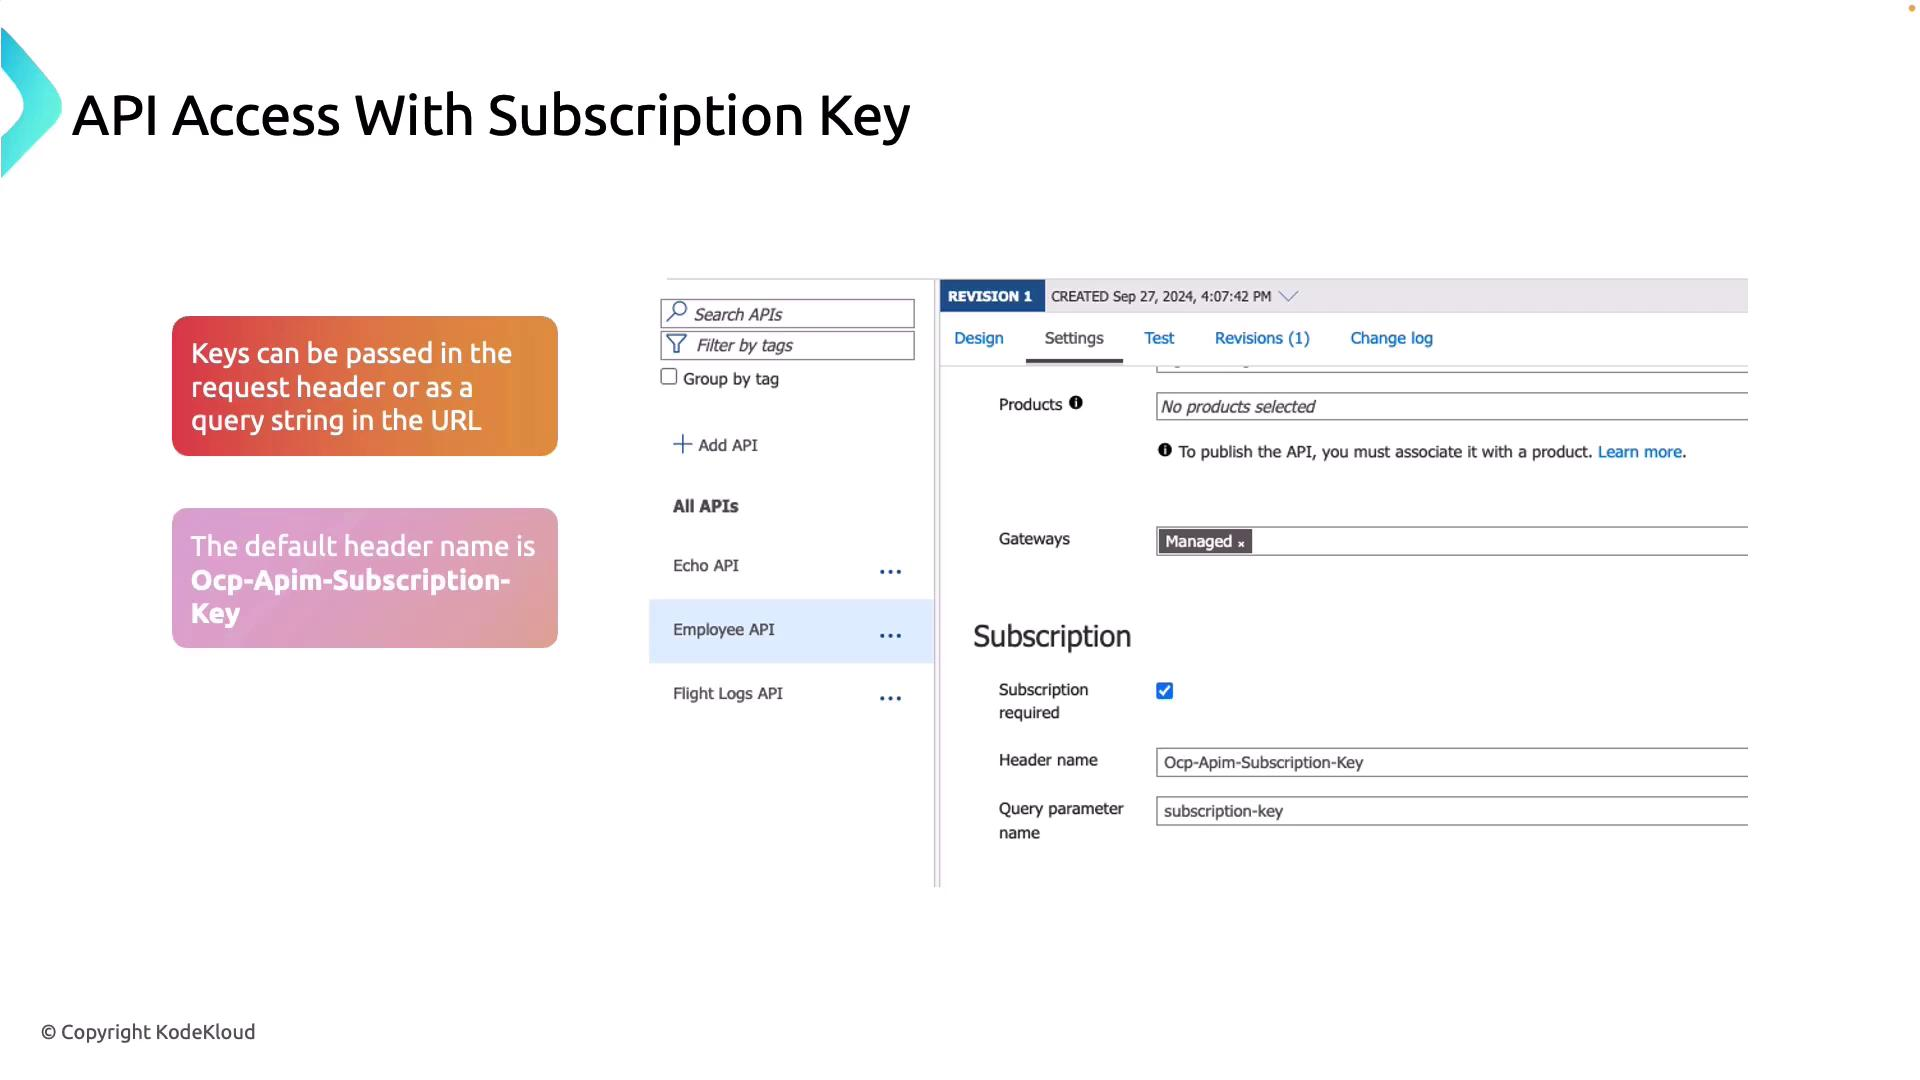 API Access With Subscription Key
Keys can be passed in the
request header or as a
query string in the URL
The default header name is
Ocp-Apim-Subscription-
Key
Search APIs
Filter by tags
Group by tag
Add API
All APIs
Echo API
Employee API
Flight Logs API
REVISION 1 CREATED Sep 27, 2024, 4:07:42 PM
Design Settings Test Revisions (1) Change log
Products
No products selected
To publish the API, you must associate it with a product. Learn more.
Gateways
Managed ×
Subscription
Subscription
required
Header name
Ocp-Apim-Subscription-Key
Query parameter
name
subscription-key
© Copyright KodeKloud